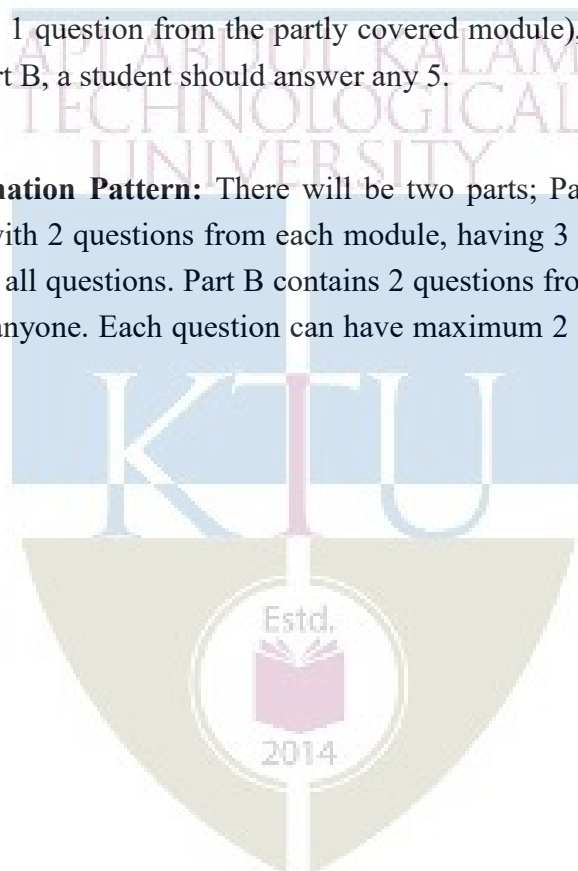 1 question from the partly covered module),
APJ ABDUL KALAM
rt B, a student should answer any 5.
TECHNOLOGICAL
UNIVERSITY
nation Pattern: There will be two parts; Pa
with 2 questions from each module, having 3
all questions. Part B contains 2 questions fro
anyone. Each question can have maximum 2
KTU
Estd.
2014